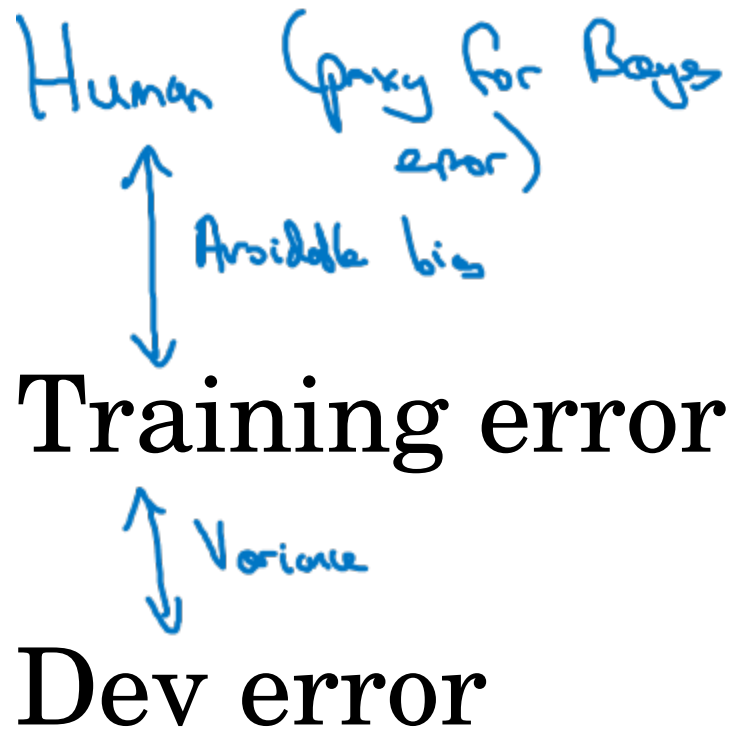 Human (proxy for Bayes
error)
Avoidable bias
Training error
Variance
Dev error